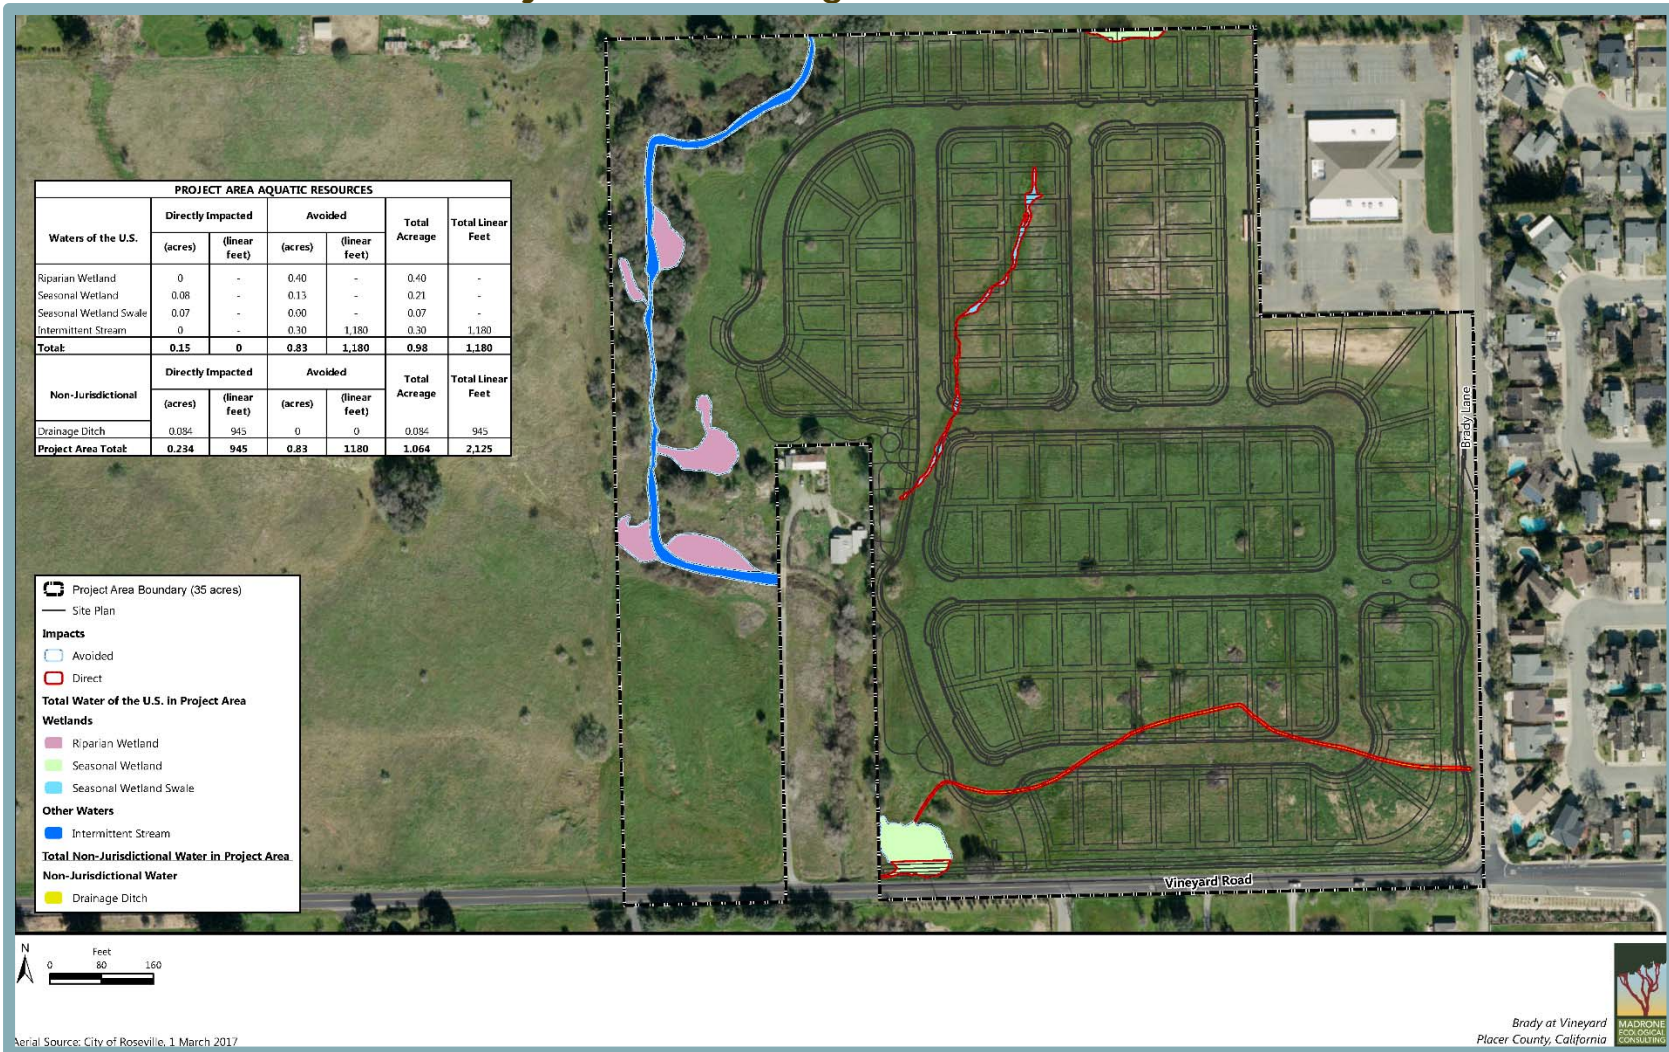 PROJECT AREA AQUATIC RESOURCES
Waters of the U.S.
Directly Impacted
Avoided
Total Acreage
Total Linear Feet
(acres)
(linear feet)
(acres)
(linear feet)
Riparian Wetland 0 - 0.40 - 0.40 -
Seasonal Wetland 0.08 - 0.13 - 0.21 -
Seasonal Wetland Swale 0.07 - 0.00 - 0.07 -
Intermittent Stream 0 - 0.30 1,180 0.30 1,180
Total: 0.15 0 0.83 1,180 0.98 1,180
Non-Jurisdictional
Directly Impacted
Avoided
Total Acreage
Total Linear Feet
(acres)
(linear feet)
(acres)
(linear feet)
Drainage Ditch 0.084 945 0 0 0.084 945
Project Area Total: 0.234 945 0.83 1180 1.064 2,125
Project Area Boundary (35 acres)
Site Plan
Impacts
Avoided
Direct
Total Water of the U.S. in Project Area
Wetlands
Riparian Wetland
Seasonal Wetland
Seasonal Wetland Swale
Other Waters
Intermittent Stream
Total Non-Jurisdictional Water in Project Area
Non-Jurisdictional Water
Drainage Ditch
Brady Lane
Vineyard Road
N
Feet
0 80 160
Aerial Source: City of Roseville, 1 March 2017
Brady at Vineyard
Placer County, California
MADRONE
ECOLOGICAL
CONSULTING